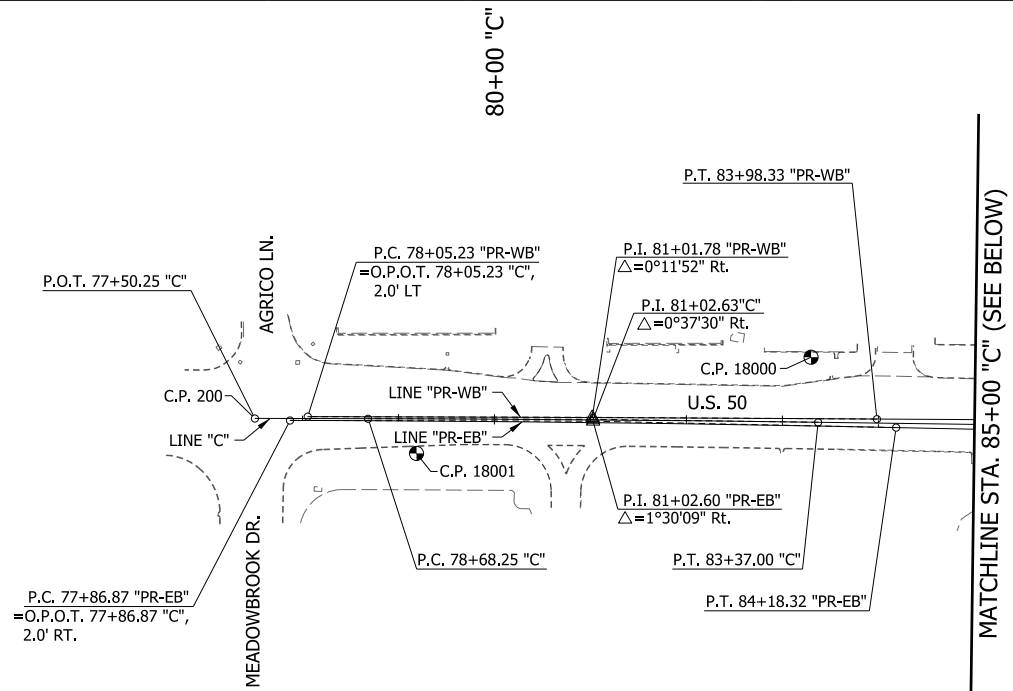 80+00 "C"
P.T. 83+98.33 "PR-WB"
P.C. 78+05.23 "PR-WB"
=O.P.O.T. 78+05.23 "C",
2.0' LT
P.I. 81+01.78 "PR-WB"
△=0°11'52" Rt.
P.O.T. 77+50.25 "C"
AGRICO LN.
P.I. 81+02.63"C"
△=0°37'30" Rt.
C.P. 18000
C.P. 200
LINE "PR-WB"
U.S. 50
LINE "C"
LINE "PR-EB"
C.P. 18001
P.I. 81+02.60 "PR-EB"
△=1°30'09" Rt.
P.C. 78+68.25 "C"
P.T. 83+37.00 "C"
P.C. 77+86.87 "PR-EB"
=O.P.O.T. 77+86.87 "C",
2.0' RT.
MEADOWBROOK DR.
P.T. 84+18.32 "PR-EB"
MATCHLINE STA. 85+00 "C" (SEE BELOW)